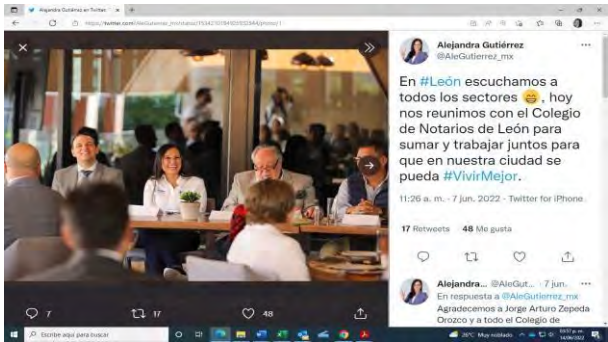 Alejandra Gutiérrez en Twitter:
Alejandra Gutiérrez
@AleGutierrez_mx
En #León escuchamos a
todos los sectores 😁, hoy
nos reunimos con el Colegio
de Notarios de León para
sumar y trabajar juntos para
que en nuestra ciudad se
pueda #VivirMejor.
11:26 a. m. · 7 jun. 2022 · Twitter for iPhone
17 Retweets 48 Me gusta
Alejandra... @AleGut... · 7 jun.
En respuesta a @AleGutierrez_mx
Agradecemos a Jorge Arturo Zepeda
Orozco y a todo el Colegio de
7 17 48
Escribe aquí para buscar
Muy nublado
14/06/2022